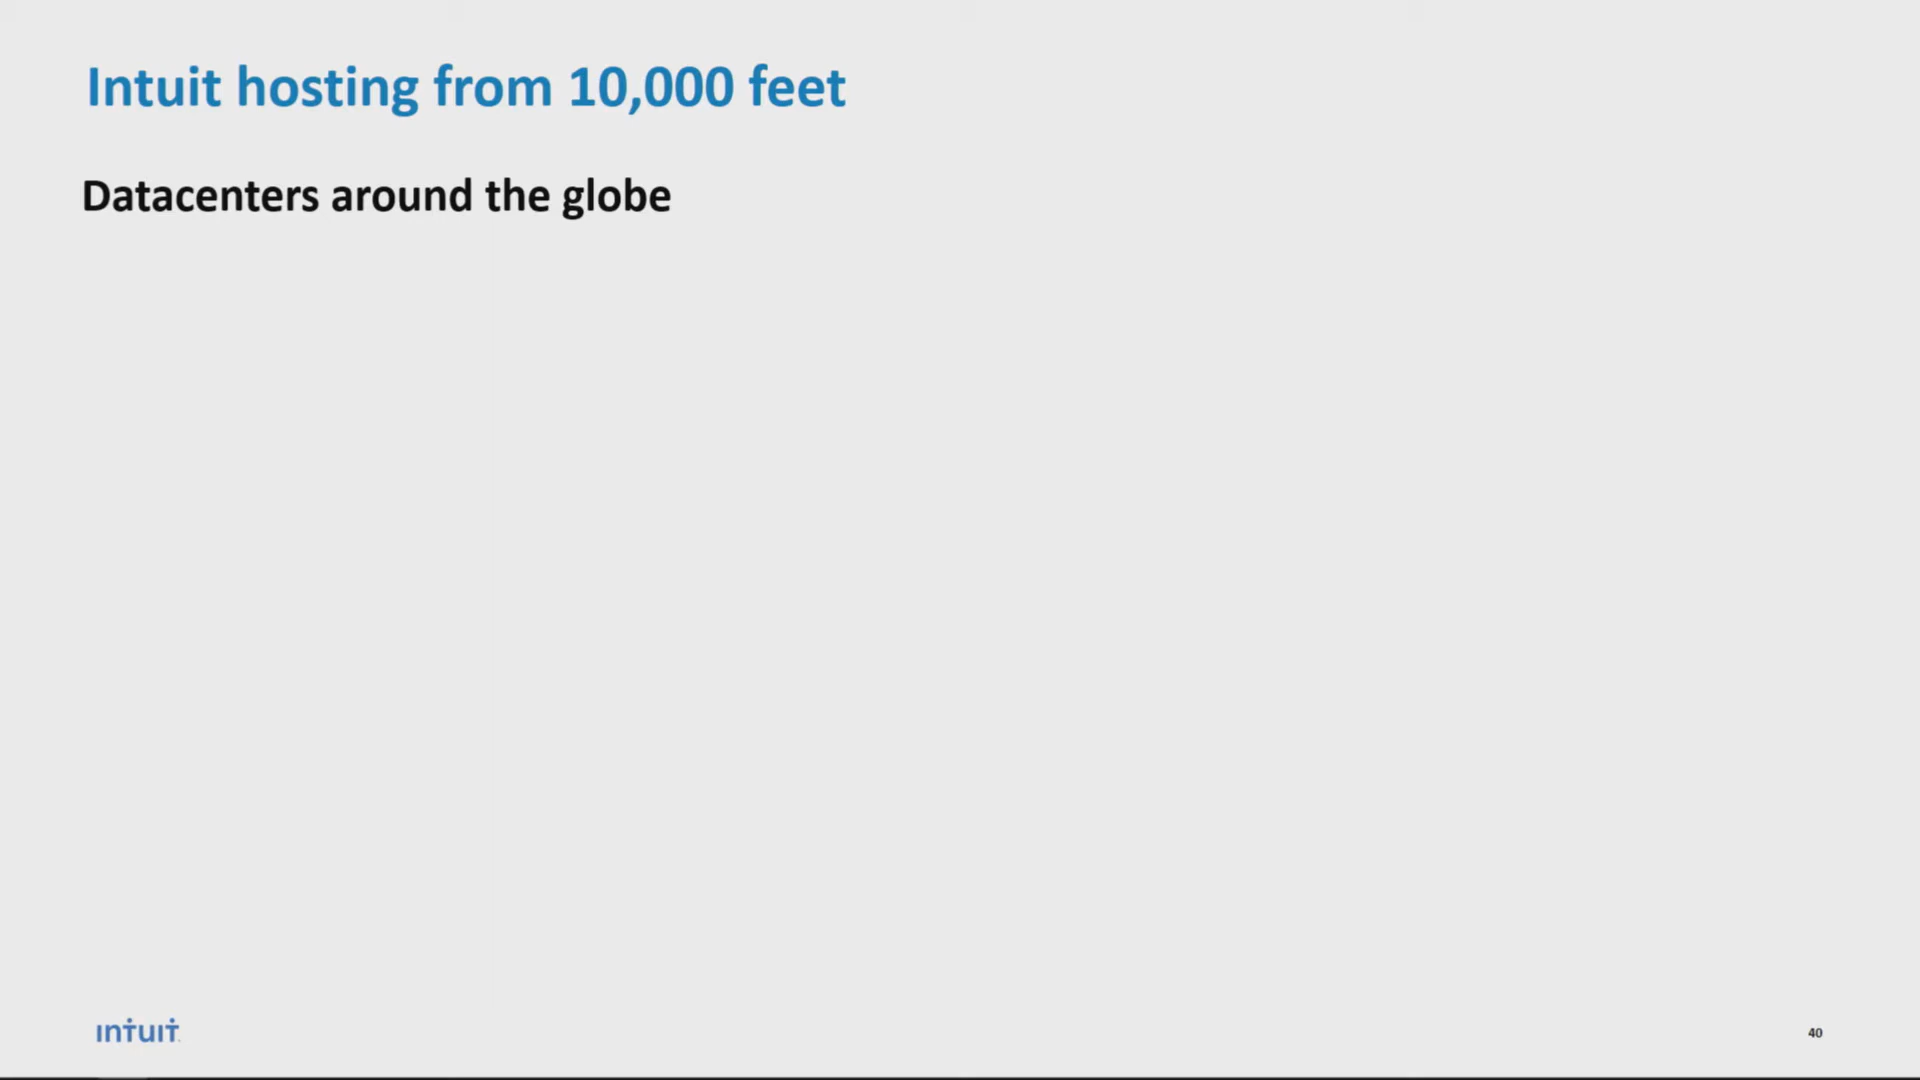 Intuit hosting from 10,000 feet
Datacenters around the globe
intuit
40